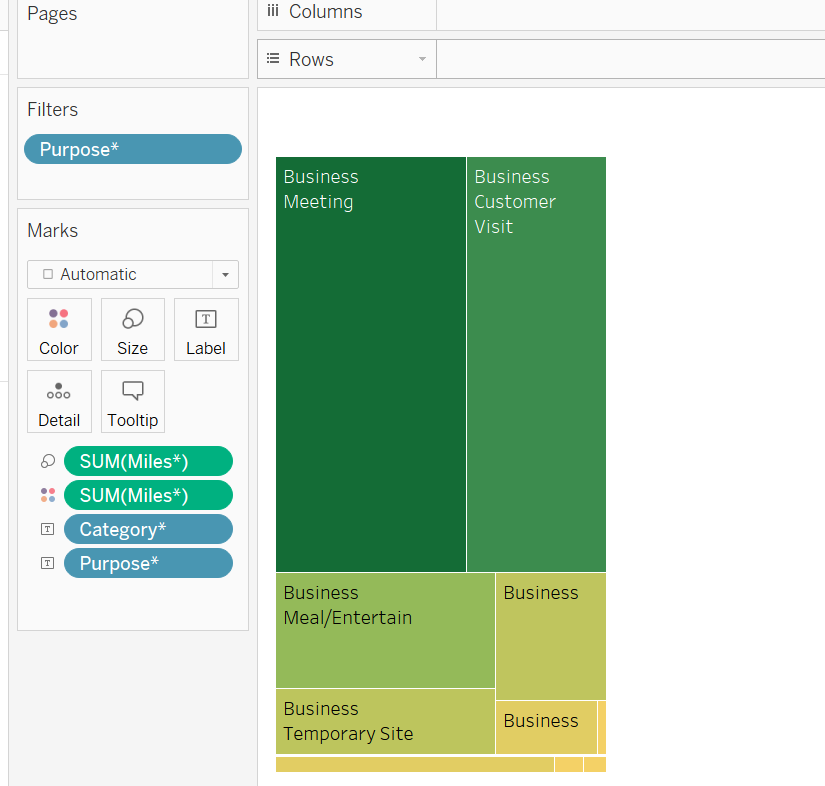 Pages
Columns
Rows
Filters
Purpose*
Marks
Automatic
Color
Size
Label
Detail
Tooltip
SUM(Miles*)
SUM(Miles*)
Category*
Purpose*
Business
Meeting
Business
Customer
Visit
Business
Meal/Entertain
Business
Business
Temporary Site
Business